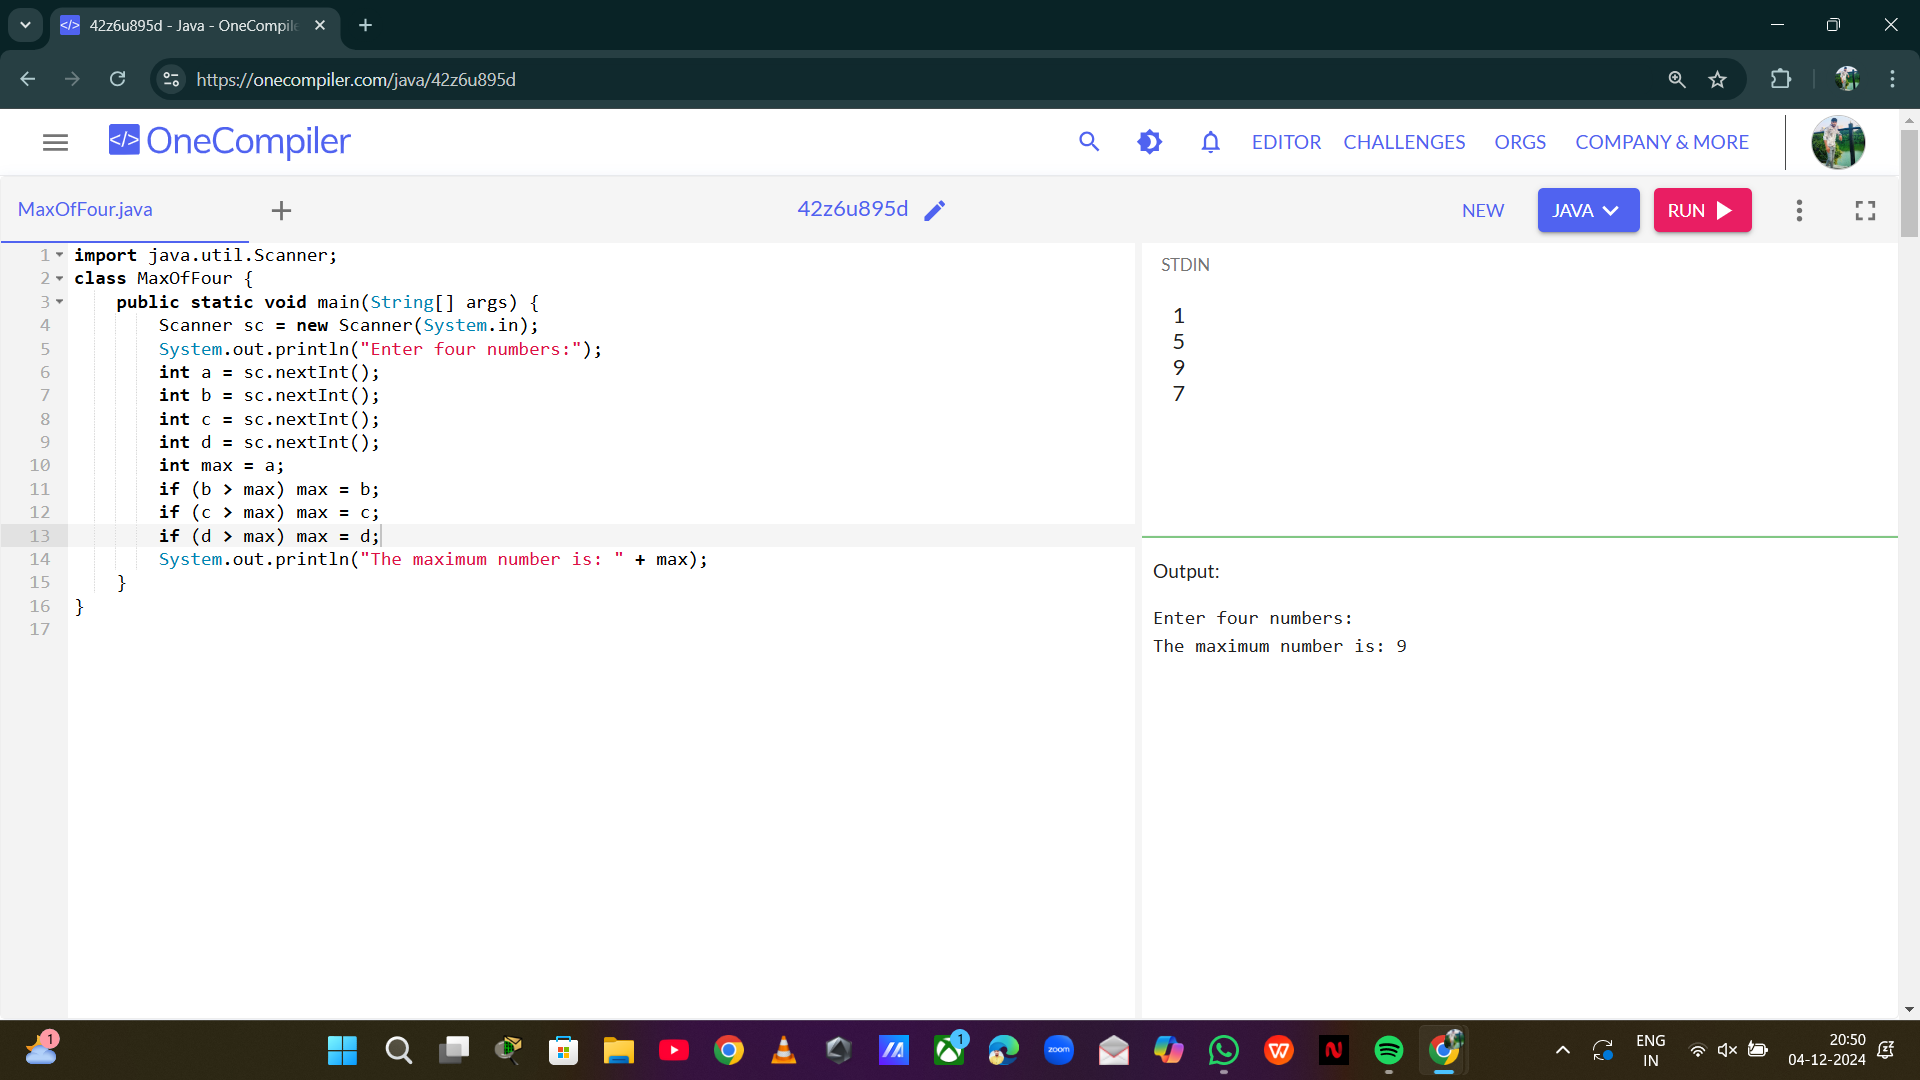 42z6u895d - Java - OneCompile
https://onecompiler.com/java/42z6u895d
</> OneCompiler
EDITOR CHALLENGES ORGS COMPANY & MORE
MaxOfFour.java
42z6u895d
NEW JAVA RUN
STDIN
1 import java.util.Scanner;
2 class MaxOfFour {
3 public static void main(String[] args) {
4 Scanner sc = new Scanner(System.in);
5 System.out.println("Enter four numbers:");
6 int a = sc.nextInt();
7 int b = sc.nextInt();
8 int c = sc.nextInt();
9 int d = sc.nextInt();
10 int max = a;
11 if (b > max) max = b;
12 if (c > max) max = c;
13 if (d > max) max = d;
14 System.out.println("The maximum number is: " + max);
15 }
16 }
17
1
5
9
7
Output:
Enter four numbers:
The maximum number is: 9
1
1
zoom
ENG
IN
20:50
04-12-2024